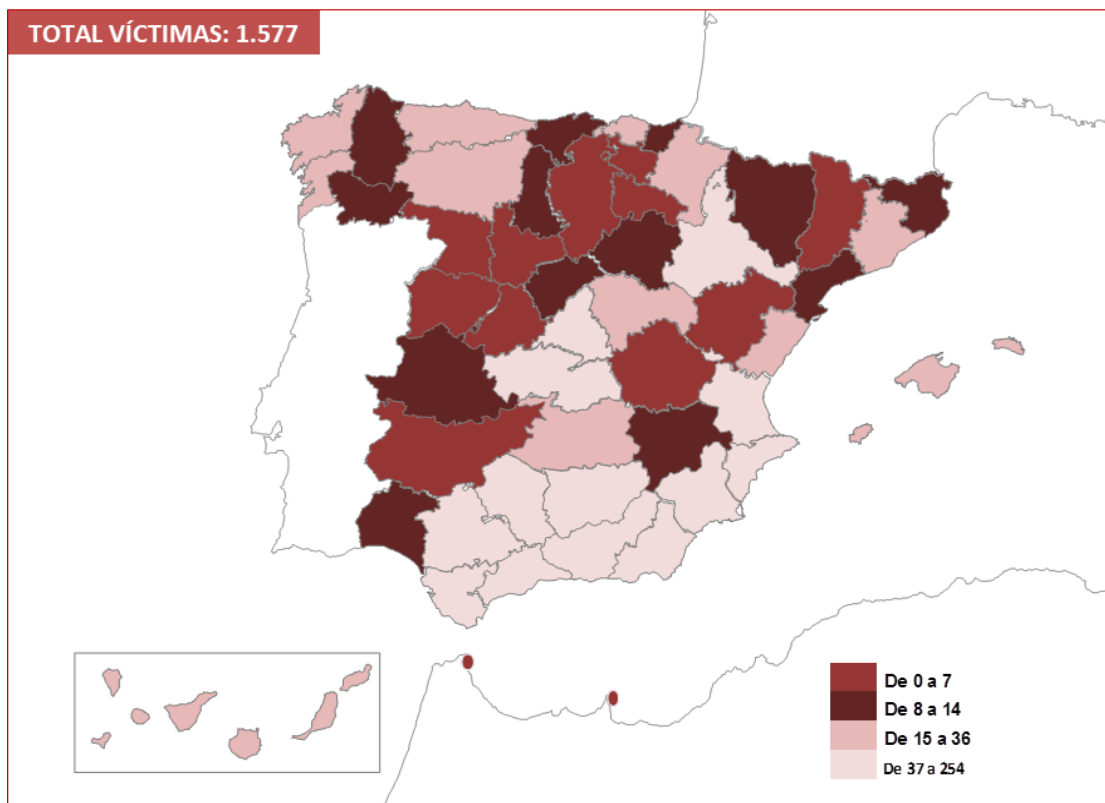 TOTAL VÍCTIMAS: 1.577
De 0 a 7
De 8 a 14
De 15 a 36
De 37 a 254